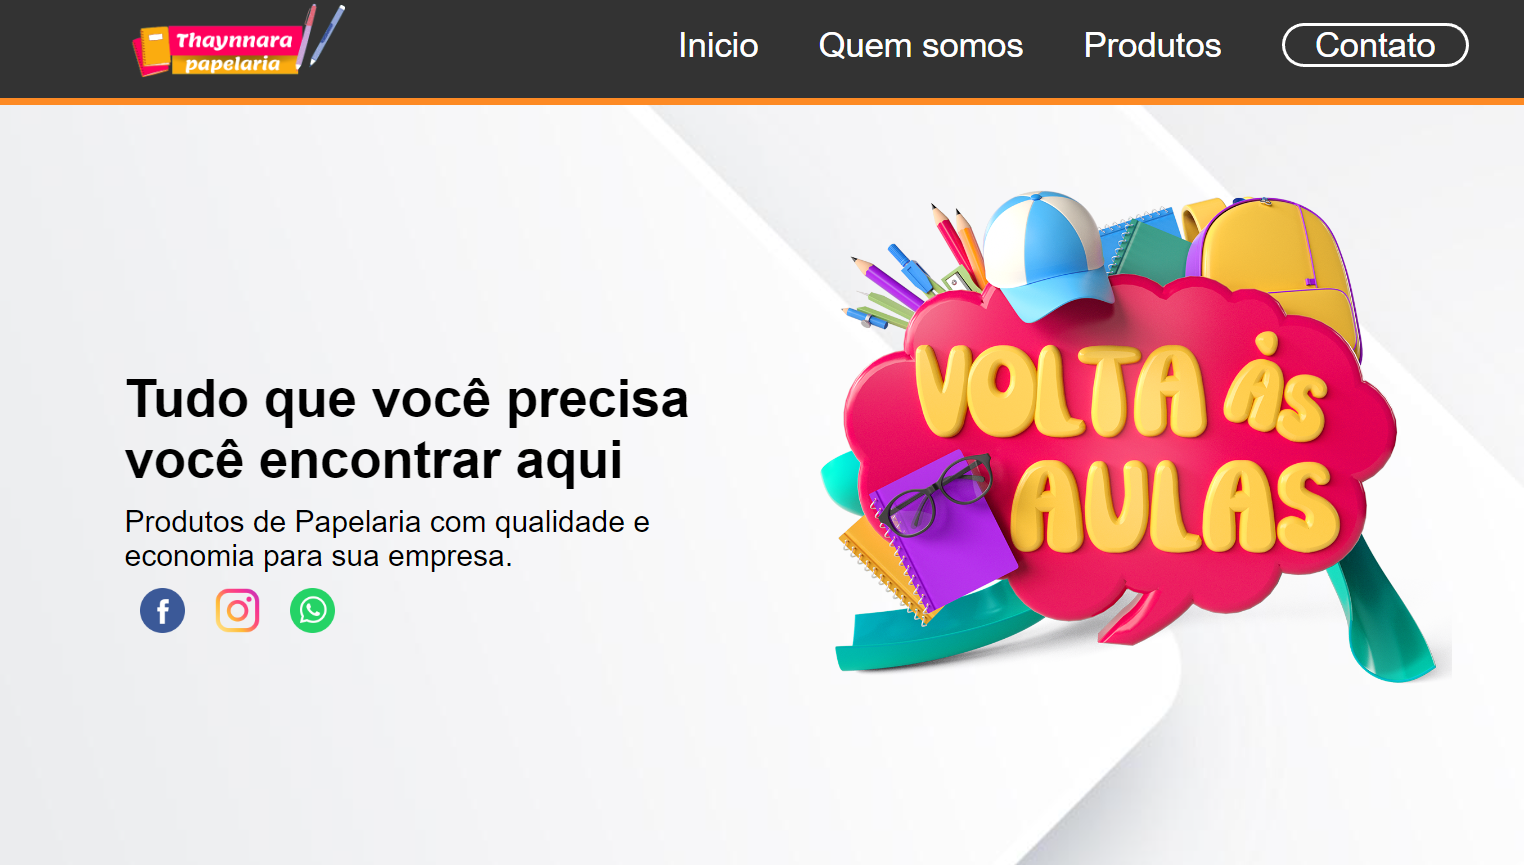 Thaynnara
papelaria
Inicio Quem somos Produtos Contato
Tudo que você precisa
você encontrar aqui
Produtos de Papelaria com qualidade e
economia para sua empresa.
VOLTA ÀS
AULAS